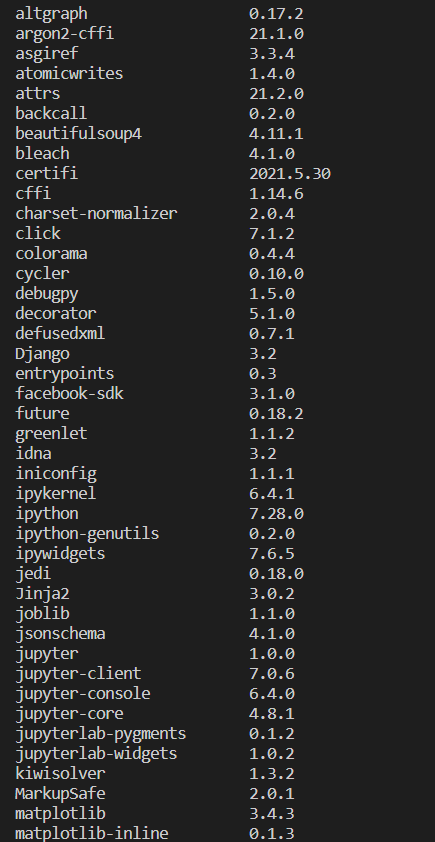 altgraph 0.17.2
argon2-cffi 21.1.0
asgiref 3.3.4
atomicwrites 1.4.0
attrs 21.2.0
backcall 0.2.0
beautifulsoup4 4.11.1
bleach 4.1.0
certifi 2021.5.30
cffi 1.14.6
charset-normalizer 2.0.4
click 7.1.2
colorama 0.4.4
cycler 0.10.0
debugpy 1.5.0
decorator 5.1.0
defusedxml 0.7.1
Django 3.2
entrypoints 0.3
facebook-sdk 3.1.0
future 0.18.2
greenlet 1.1.2
idna 3.2
iniconfig 1.1.1
ipykernel 6.4.1
ipython 7.28.0
ipython-genutils 0.2.0
ipywidgets 7.6.5
jedi 0.18.0
Jinja2 3.0.2
joblib 1.1.0
jsonschema 4.1.0
jupyter 1.0.0
jupyter-client 7.0.6
jupyter-console 6.4.0
jupyter-core 4.8.1
jupyterlab-pygments 0.1.2
jupyterlab-widgets 1.0.2
kiwisolver 1.3.2
MarkupSafe 2.0.1
matplotlib 3.4.3
matplotlib-inline 0.1.3